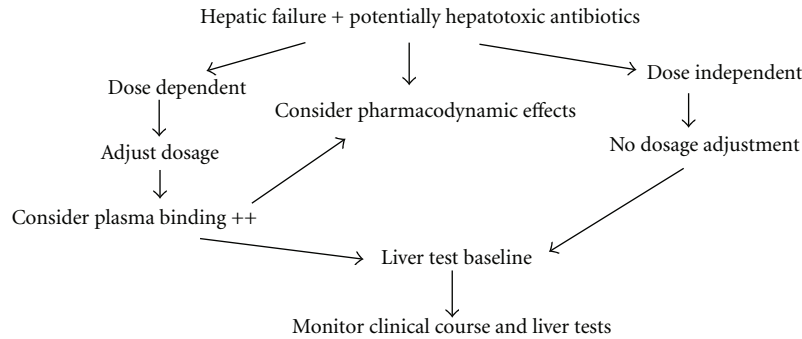 Hepatic failure + potentially hepatotoxic antibiotics
Dose dependent
Dose independent
Consider pharmacodynamic effects
Adjust dosage
No dosage adjustment
Consider plasma binding ++
Liver test baseline
Monitor clinical course and liver tests